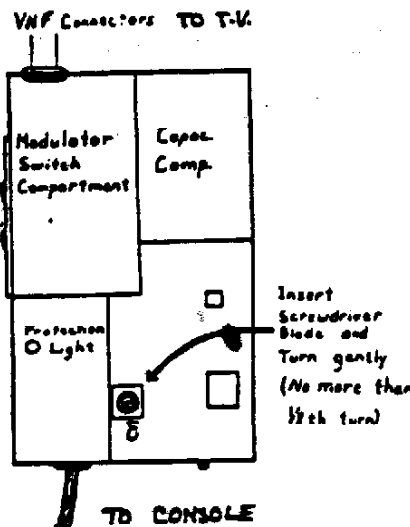 VHF Connectors TO T.V.
Modulator
Switch
Compartment
Capac
Comp.
Insert
Screwdriver
Blade and
Turn gently
(No more than
th turn)
Protection
Light
TO CONSOLE